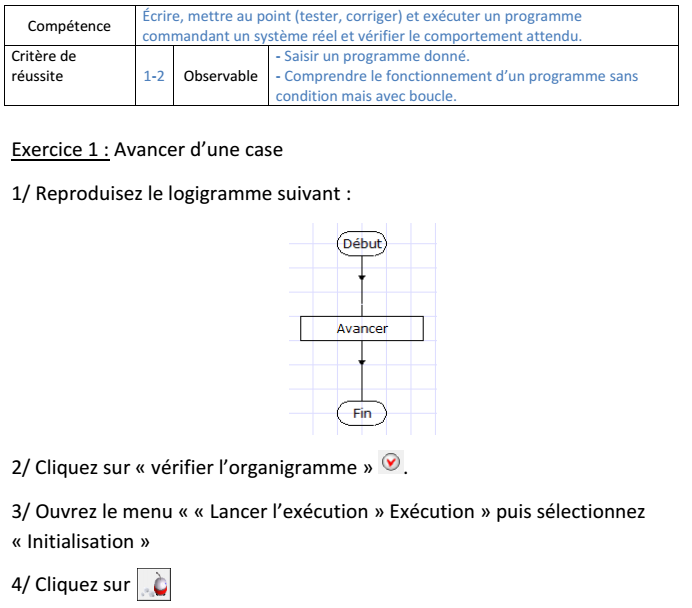 Compétence
Écrire, mettre au point (tester, corriger) et exécuter un programme
commandant un système réel et vérifier le comportement attendu.
Critère de
réussite
1-2
Observable
- Saisir un programme donné.
- Comprendre le fonctionnement d’un programme sans
condition mais avec boucle.
Exercice 1 : Avancer d’une case
1/ Reproduisez le logigramme suivant :
Début
Avancer
Fin
2/ Cliquez sur « vérifier l’organigramme » .
3/ Ouvrez le menu « « Lancer l’exécution » Exécution » puis sélectionnez
« Initialisation »
4/ Cliquez sur